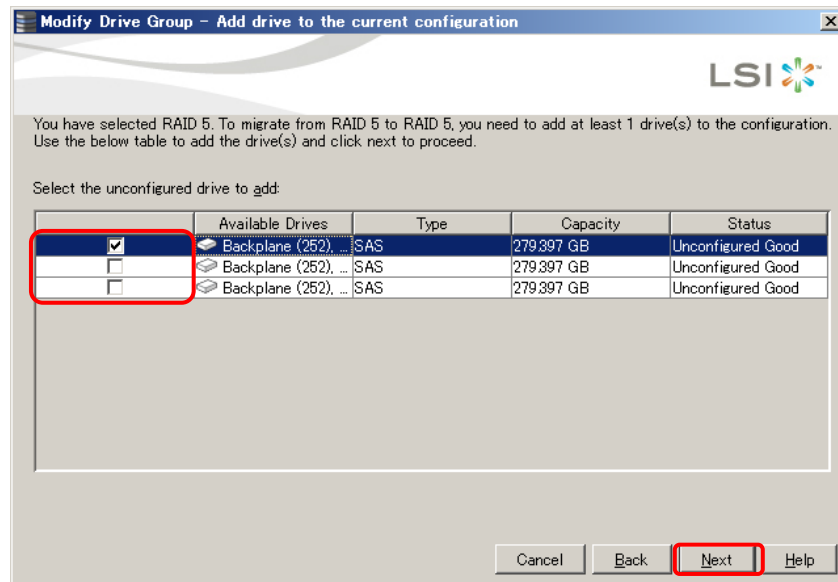 Modify Drive Group - Add drive to the current configuration
LSI
You have selected RAID 5. To migrate from RAID 5 to RAID 5, you need to add at least 1 drive(s) to the configuration.
Use the below table to add the drive(s) and click next to proceed.
Select the unconfigured drive to add:
Available Drives Type Capacity Status
Backplane (252), ... SAS 279.397 GB Unconfigured Good
Backplane (252), ... SAS 279.397 GB Unconfigured Good
Backplane (252), ... SAS 279.397 GB Unconfigured Good
Cancel Back Next Help